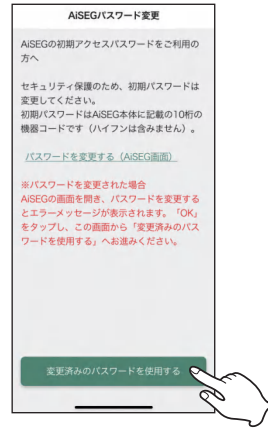 AiSEGパスワード変更
AiSEGの初期アクセスパスワードをご利用の
方へ
セキュリティ保護のため、初期パスワードは
変更してください。
初期パスワードはAiSEG本体に記載の10桁の
機器コードです（ハイフンは含みません）。
パスワードを変更する（AiSEG画面）
※パスワードを変更された場合
AiSEGの画面を開き、パスワードを変更する
とエラーメッセージが表示されます。「OK」
をタップし、この画面から「変更済みのパス
ワードを使用する」へお進みください。
変更済みのパスワードを使用する